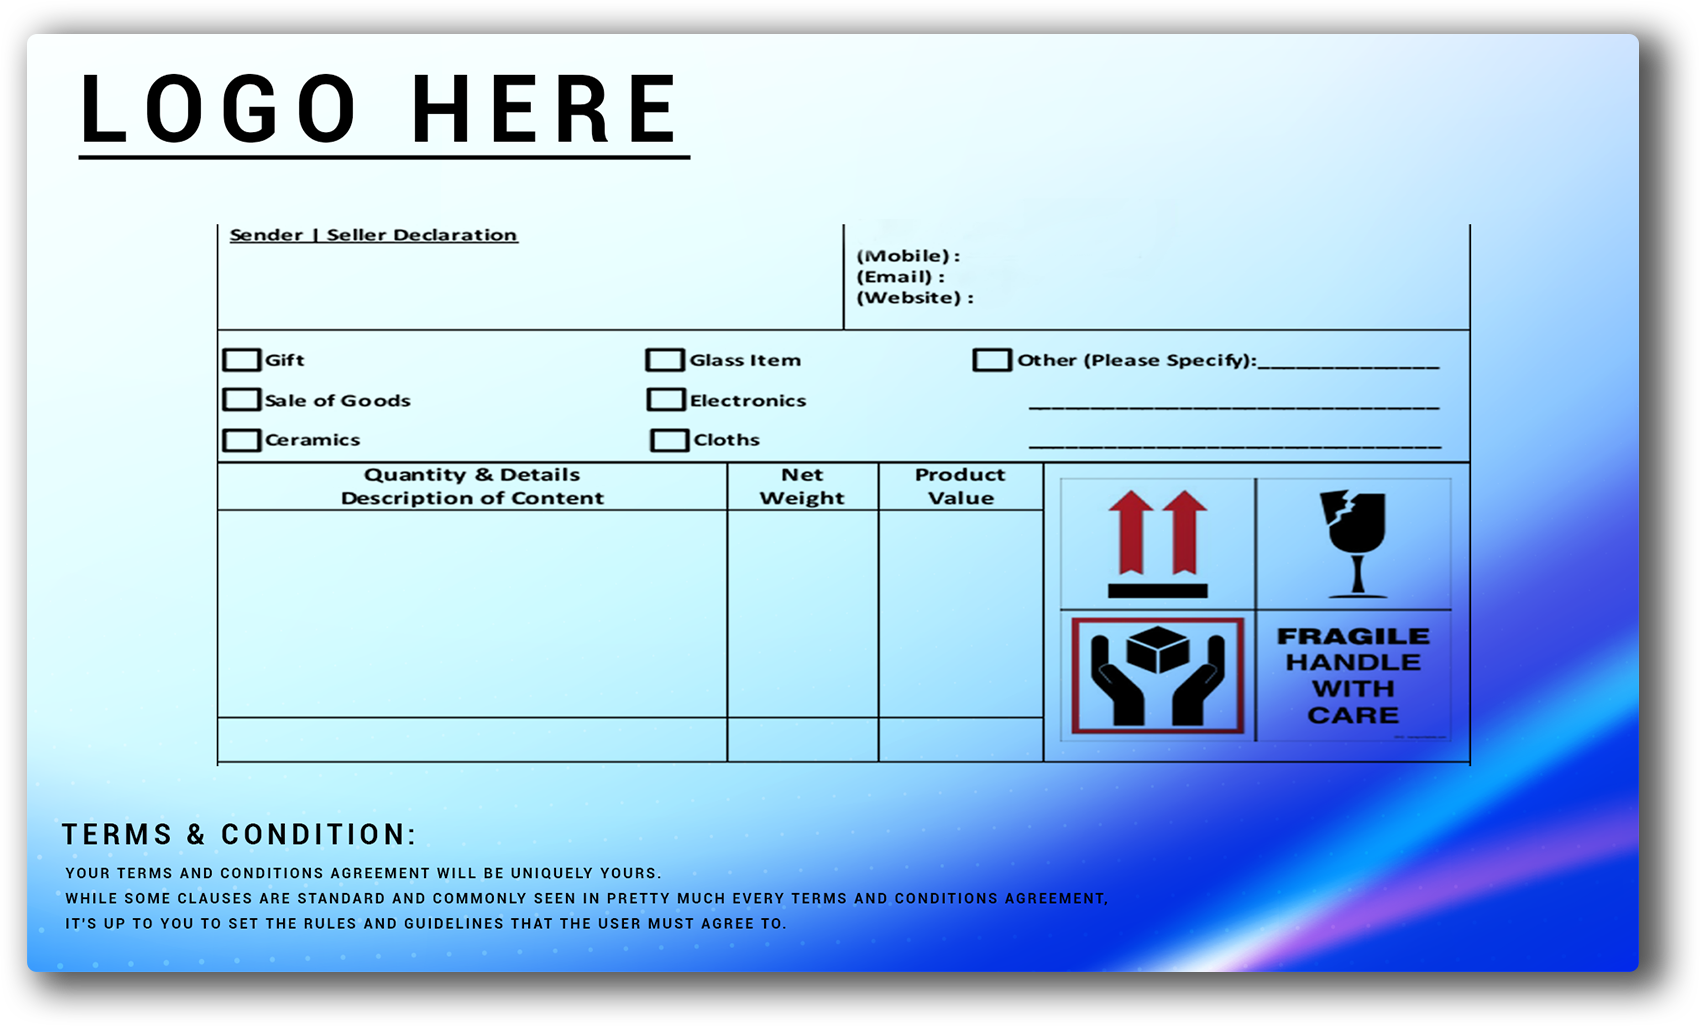 LOGO HERE
Sender | Seller Declaration
(Mobile) :
(Email) :
(Website) :
Gift
Glass Item
Other (Please Specify):_______________
Sale of Goods
Electronics
Ceramics
Cloths
Quantity & Details
Description of Content
Net
Weight
Product
Value
FRAGILE
HANDLE
WITH
CARE
TERMS & CONDITION:
YOUR TERMS AND CONDITIONS AGREEMENT WILL BE UNIQUELY YOURS.
WHILE SOME CLAUSES ARE STANDARD AND COMMONLY SEEN IN PRETTY MUCH EVERY TERMS AND CONDITIONS AGREEMENT,
IT'S UP TO YOU TO SET THE RULES AND GUIDELINES THAT THE USER MUST AGREE TO.